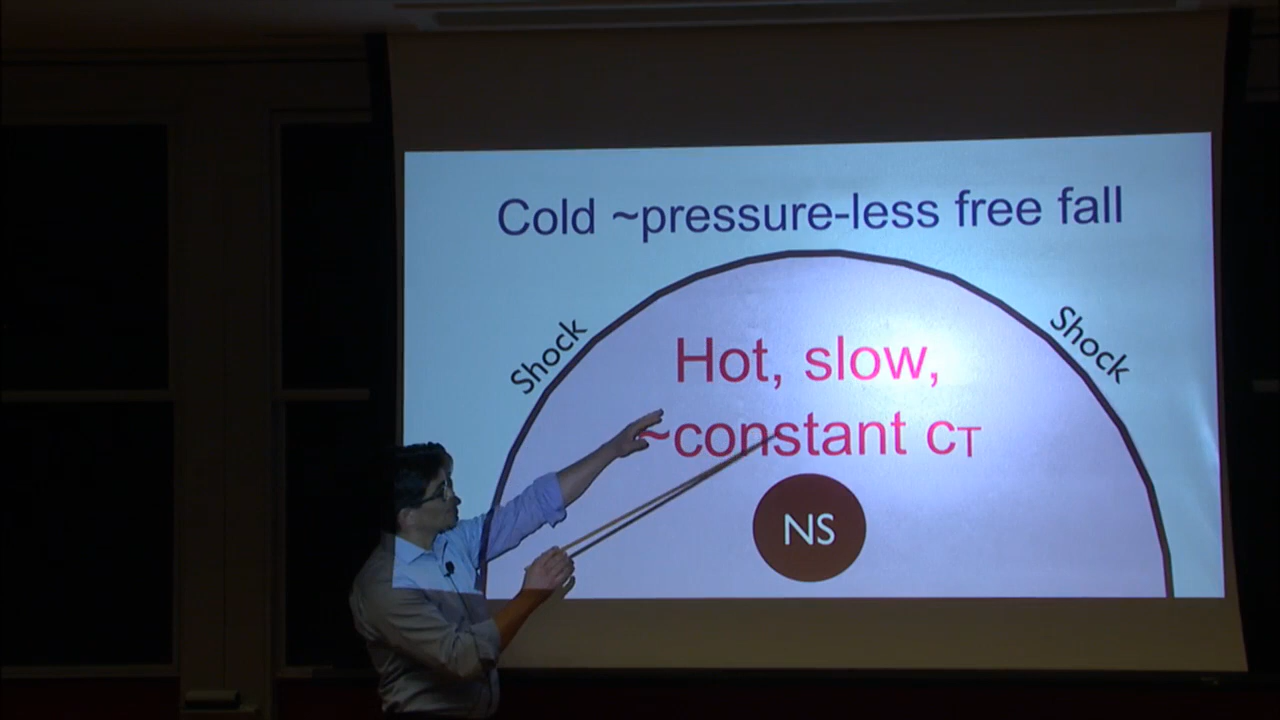 Cold ~pressure-less free fall
Shock
Shock
Hot, slow,
~constant cT
NS